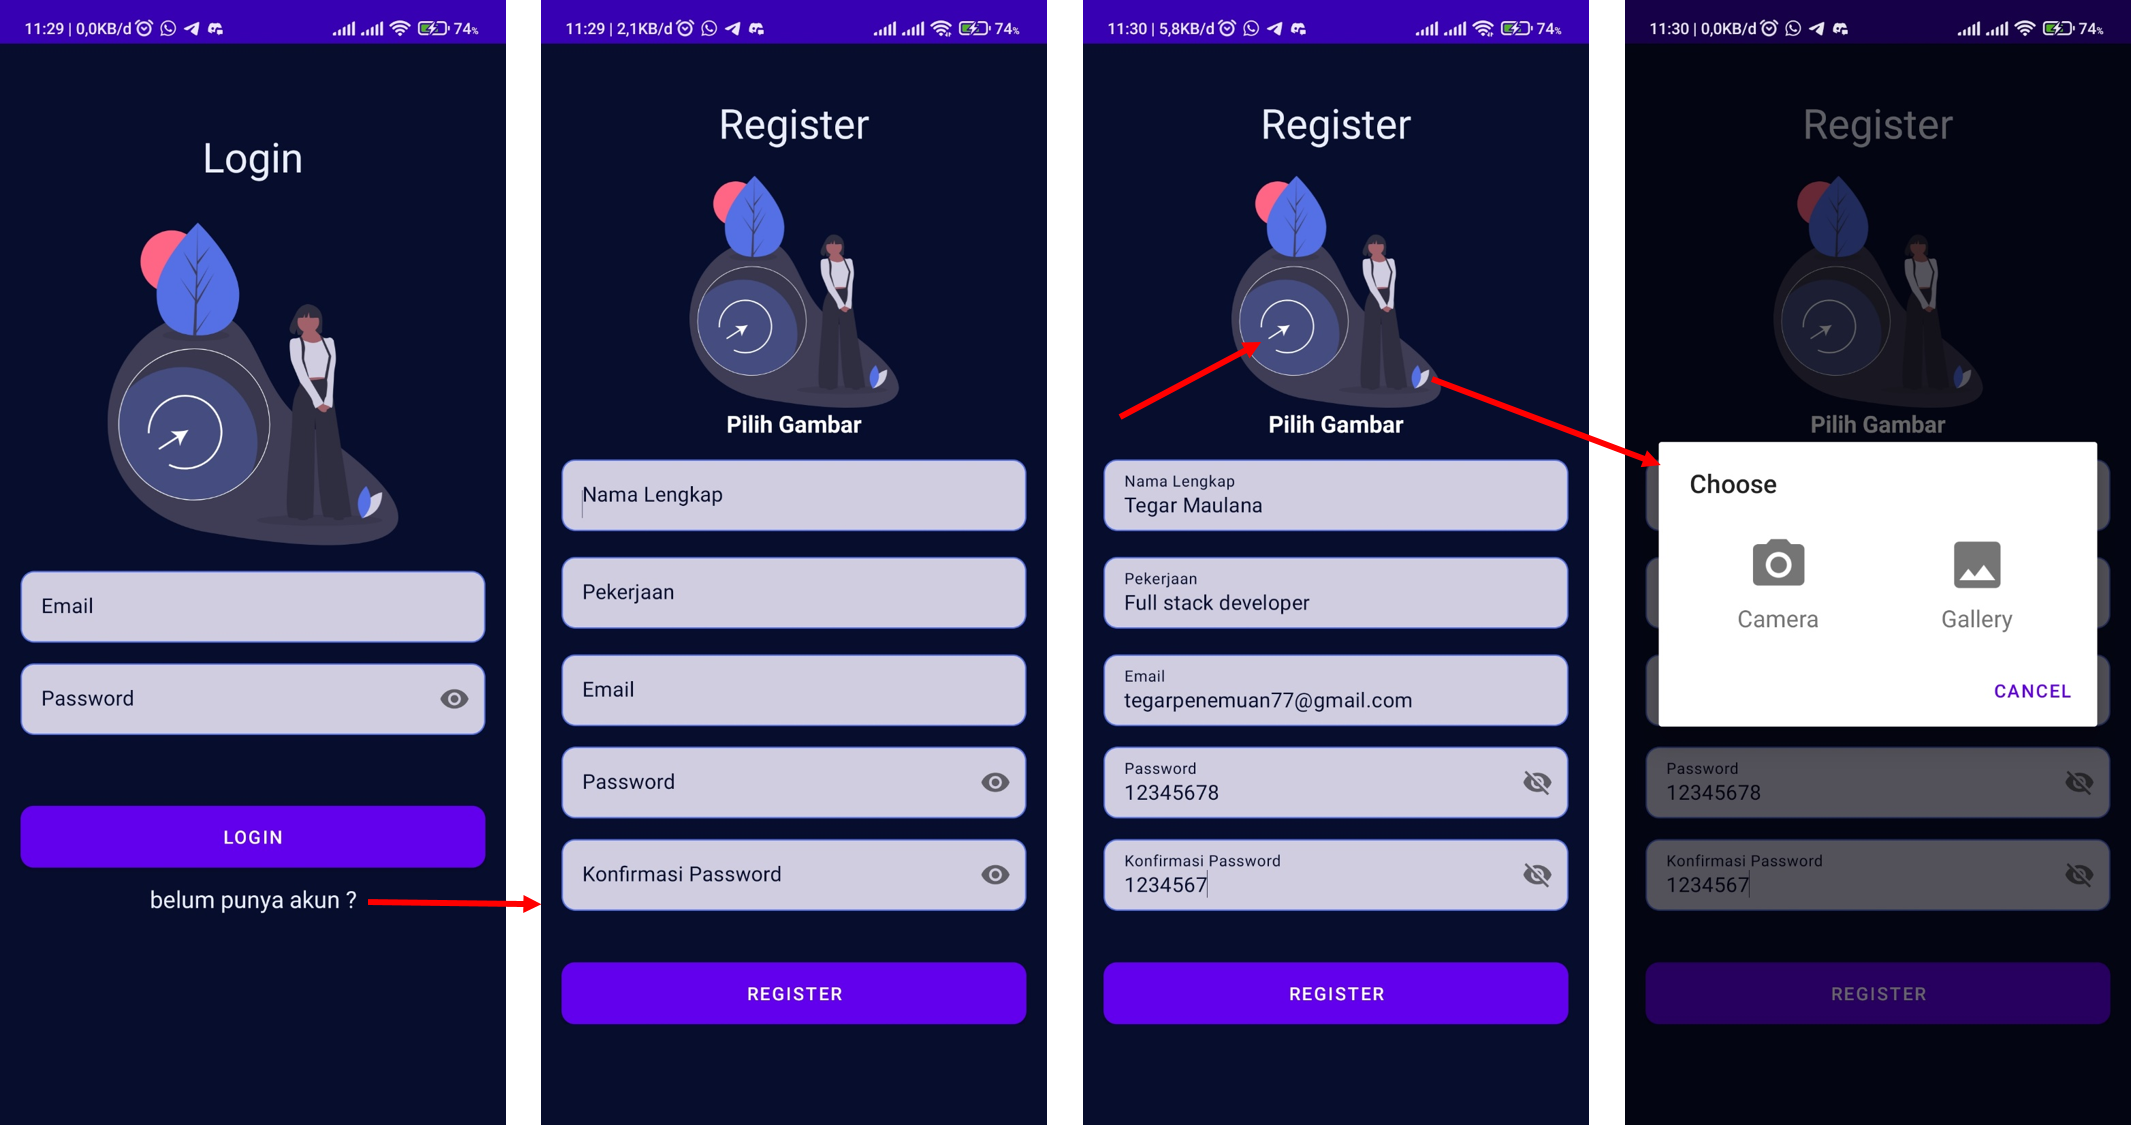 11:29 | 0,0KB/d
74%
Login
Email
Password
LOGIN
belum punya akun ?
11:29 | 2,1KB/d
74%
Register
Pilih Gambar
Nama Lengkap
Pekerjaan
Email
Password
Konfirmasi Password
REGISTER
11:30 | 5,8KB/d
74%
Register
Pilih Gambar
Nama Lengkap
Tegar Maulana
Pekerjaan
Full stack developer
Email
tegarpenemuan77@gmail.com
Password
12345678
Konfirmasi Password
1234567
REGISTER
11:30 | 0,0KB/d
74%
Register
Pilih Gambar
Choose
Camera
Gallery
CANCEL
Password
12345678
Konfirmasi Password
1234567
REGISTER